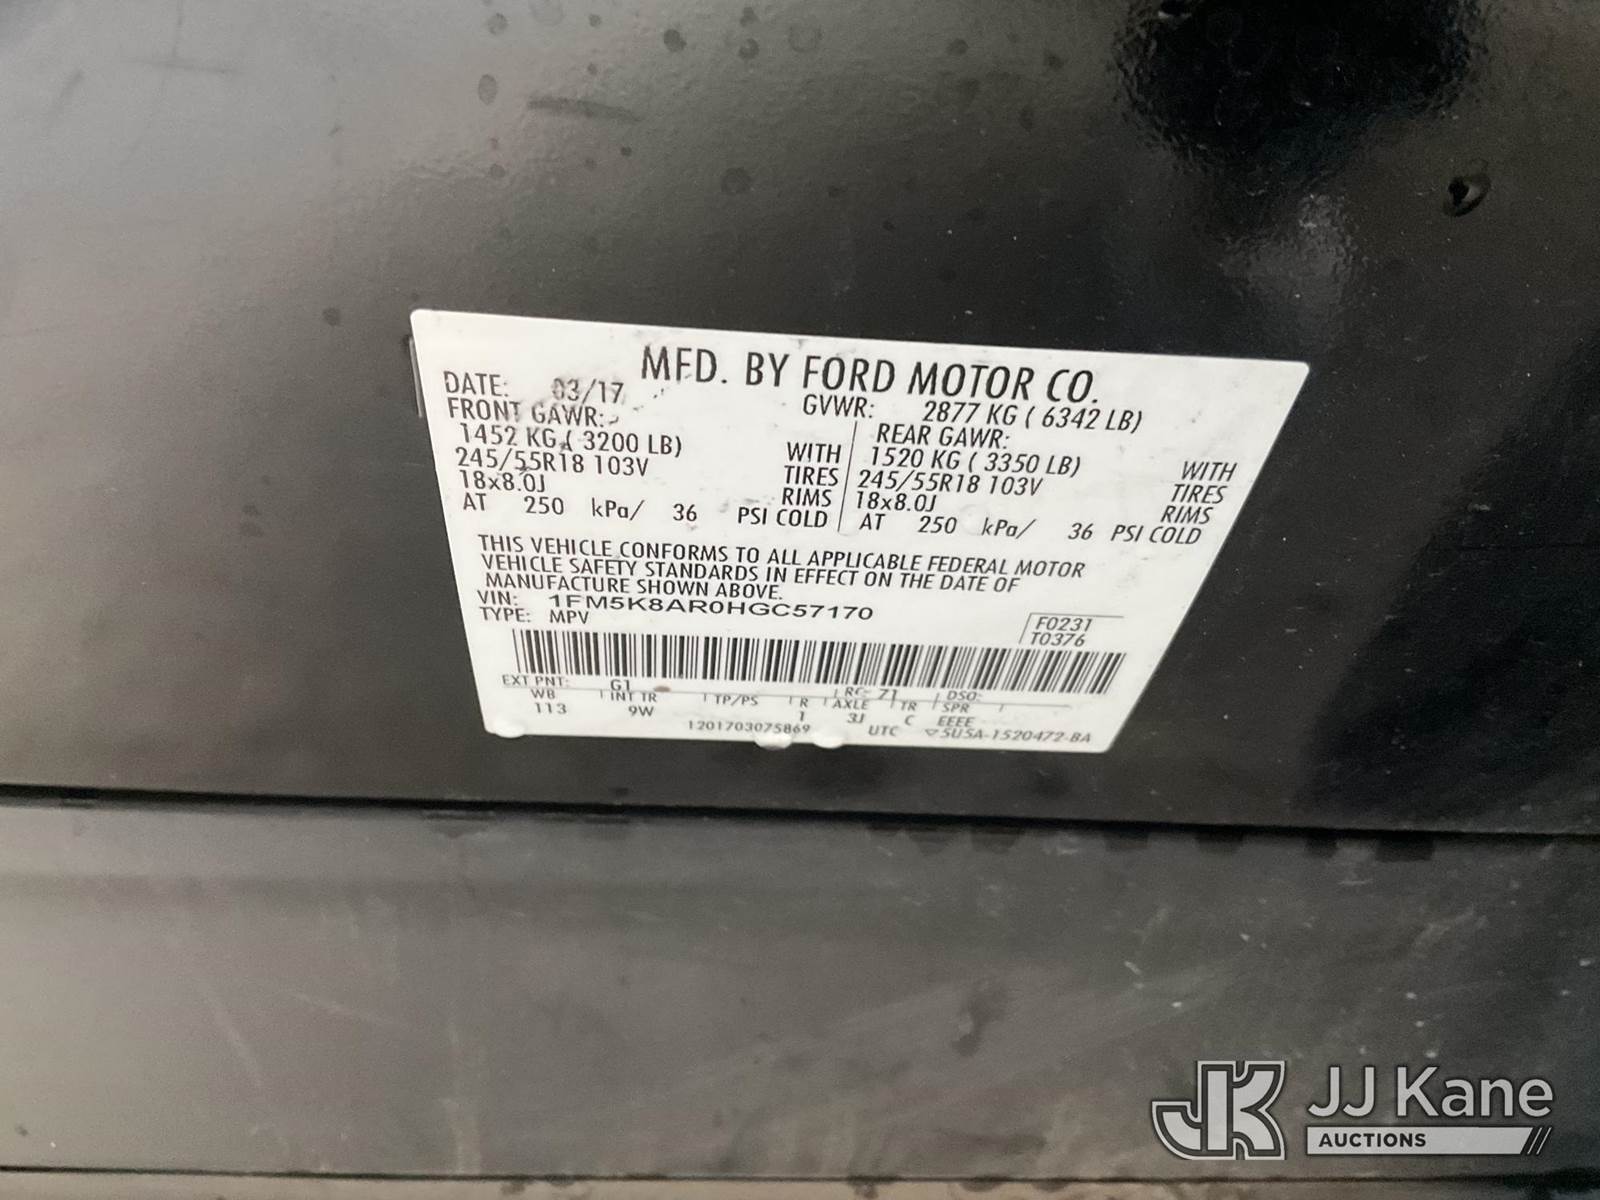 MFD. BY FORD MOTOR CO.
DATE: 03/17 GVWR: 2877 KG ( 6342 LB)
FRONT GAWR: REAR GAWR:
1452 KG ( 3200 LB) WITH 1520 KG ( 3350 LB) WITH
245/55R18 103V TIRES 245/55R18 103V TIRES
18x8.0J RIMS 18x8.0J RIMS
AT 250 kPa/ 36 PSI COLD AT 250 kPa/ 36 PSI COLD
THIS VEHICLE CONFORMS TO ALL APPLICABLE FEDERAL MOTOR
VEHICLE SAFETY STANDARDS IN EFFECT ON THE DATE OF
MANUFACTURE SHOWN ABOVE.
VIN: 1FM5K8AR0HGC57170
TYPE: MPV
F0231
T0376
EXT PNT: G1 RC: 71 DSO:
WB INT TR TP/PS R AXLE TR SPR
113 9W 1 3J C EEEE
1201703075869 UTC ▽5U5A-1520472-BA
JK JJ Kane
AUCTIONS